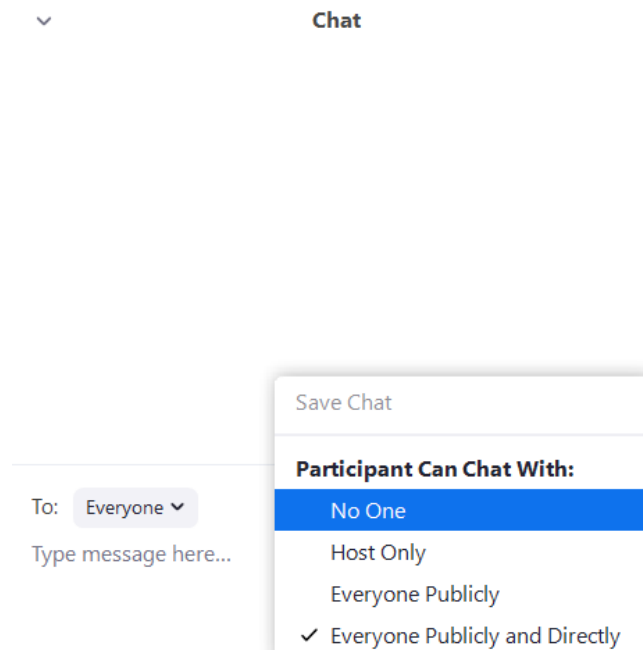 Chat
Save Chat
Participant Can Chat With:
To: Everyone
No One
Type message here...
Host Only
Everyone Publicly
Everyone Publicly and Directly